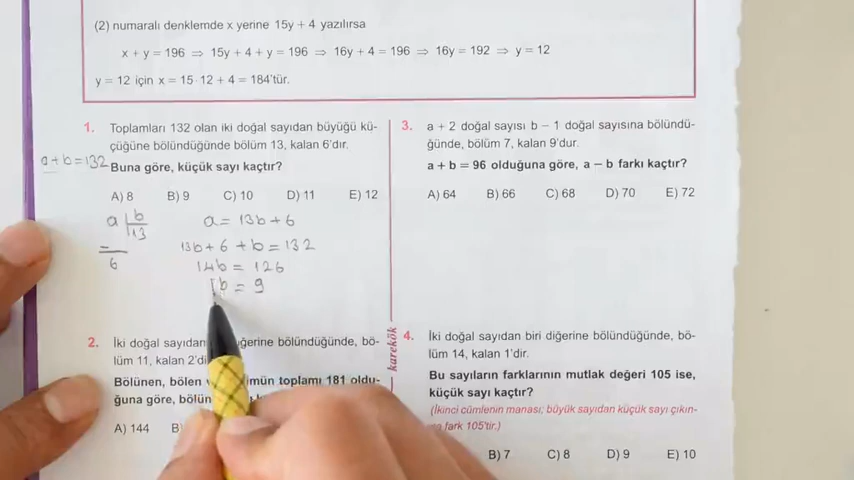 (2) numaralı denklemde x yerine 15y + 4 yazılırsa
x + y = 196 ⇒ 15y + 4 + y = 196 ⇒ 16y + 4 = 196 ⇒ 16y = 192 ⇒ y = 12
y = 12 için x = 15 · 12 + 4 = 184'tür.
1. Toplamları 132 olan iki doğal sayıdan büyüğü kü-
çüğüne bölündüğünde bölüm 13, kalan 6'dır.
a + b = 132
Buna göre, küçük sayı kaçtır?
A) 8 B) 9 C) 10 D) 11 E) 12
a b
13
6
a = 13b + 6
13b + 6 + b = 132
14b = 126
b = 9
2. İki doğal sayıdan diğerine bölündüğünde, bö-
lüm 11, kalan 2'di
Bölünen, bölen v ümün toplamı 181 oldu-
ğuna göre, bölün
A) 144 B)
karekök
3. a + 2 doğal sayısı b − 1 doğal sayısına bölündü-
ğünde, bölüm 7, kalan 9'dur.
a + b = 96 olduğuna göre, a − b farkı kaçtır?
A) 64 B) 66 C) 68 D) 70 E) 72
4. İki doğal sayıdan biri diğerine bölündüğünde, bö-
lüm 14, kalan 1'dir.
Bu sayıların farklarının mutlak değeri 105 ise,
küçük sayı kaçtır?
(İkinci cümlenin manası; büyük sayıdan küçük sayı çıkın-
ca fark 105'tir.)
B) 7 C) 8 D) 9 E) 10